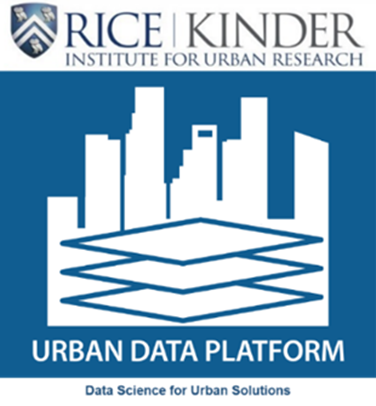 RICE | KINDER
INSTITUTE FOR URBAN RESEARCH
URBAN DATA PLATFORM
Data Science for Urban Solutions